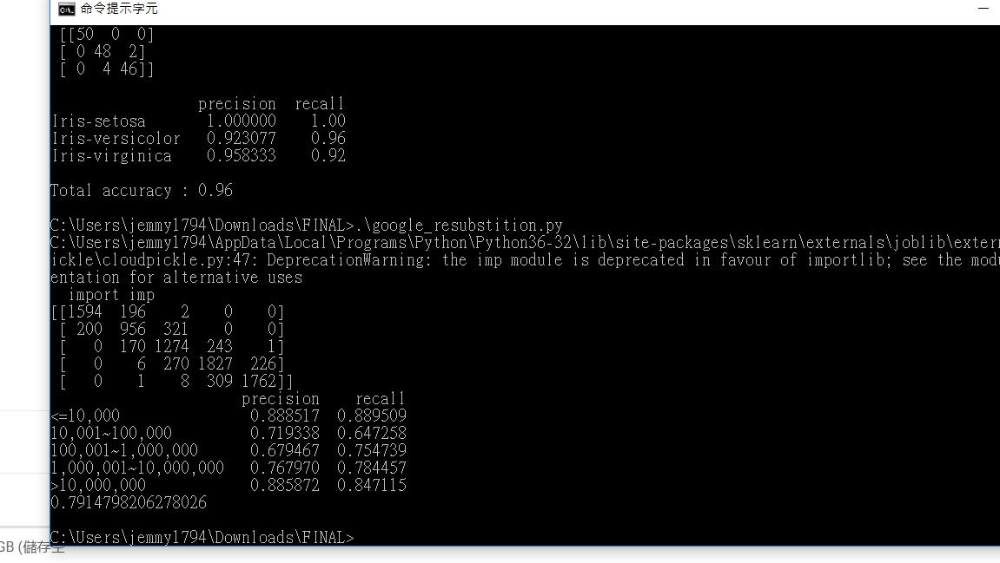 命令提示字元
[[50 0 0]
[ 0 48 2]
[ 0 4 46]]
precision recall
Iris-setosa 1.000000 1.00
Iris-versicolor 0.923077 0.96
Iris-virginica 0.958333 0.92
Total accuracy : 0.96
C:\Users\jemmy1794\Downloads\FINAL>.\google_resubstition.py
C:\Users\jemmy1794\AppData\Local\Programs\Python\Python36-32\lib\site-packages\sklearn\externals\joblib\extern
ickle\cloudpickle.py:47: DeprecationWarning: the imp module is deprecated in favour of importlib; see the modu
entation for alternative uses
import imp
[[1594 196 2 0 0]
[ 200 956 321 0 0]
[ 0 170 1274 243 1]
[ 0 6 270 1827 226]
[ 0 1 8 309 1762]]
precision recall
<=10,000 0.888517 0.889509
10,001~100,000 0.719338 0.647258
100,001~1,000,000 0.679467 0.754739
1,000,001~10,000,000 0.767970 0.784457
>10,000,000 0.885872 0.847115
0.7914798206278026
C:\Users\jemmy1794\Downloads\FINAL>
GB (儲存空